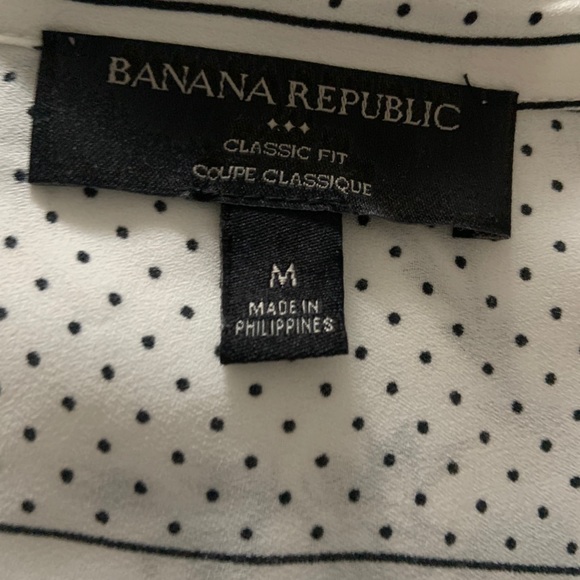 BANANA REPUBLIC
CLASSIC FIT
COUPE CLASSIQUE
M
MADE IN
PHILIPPINES